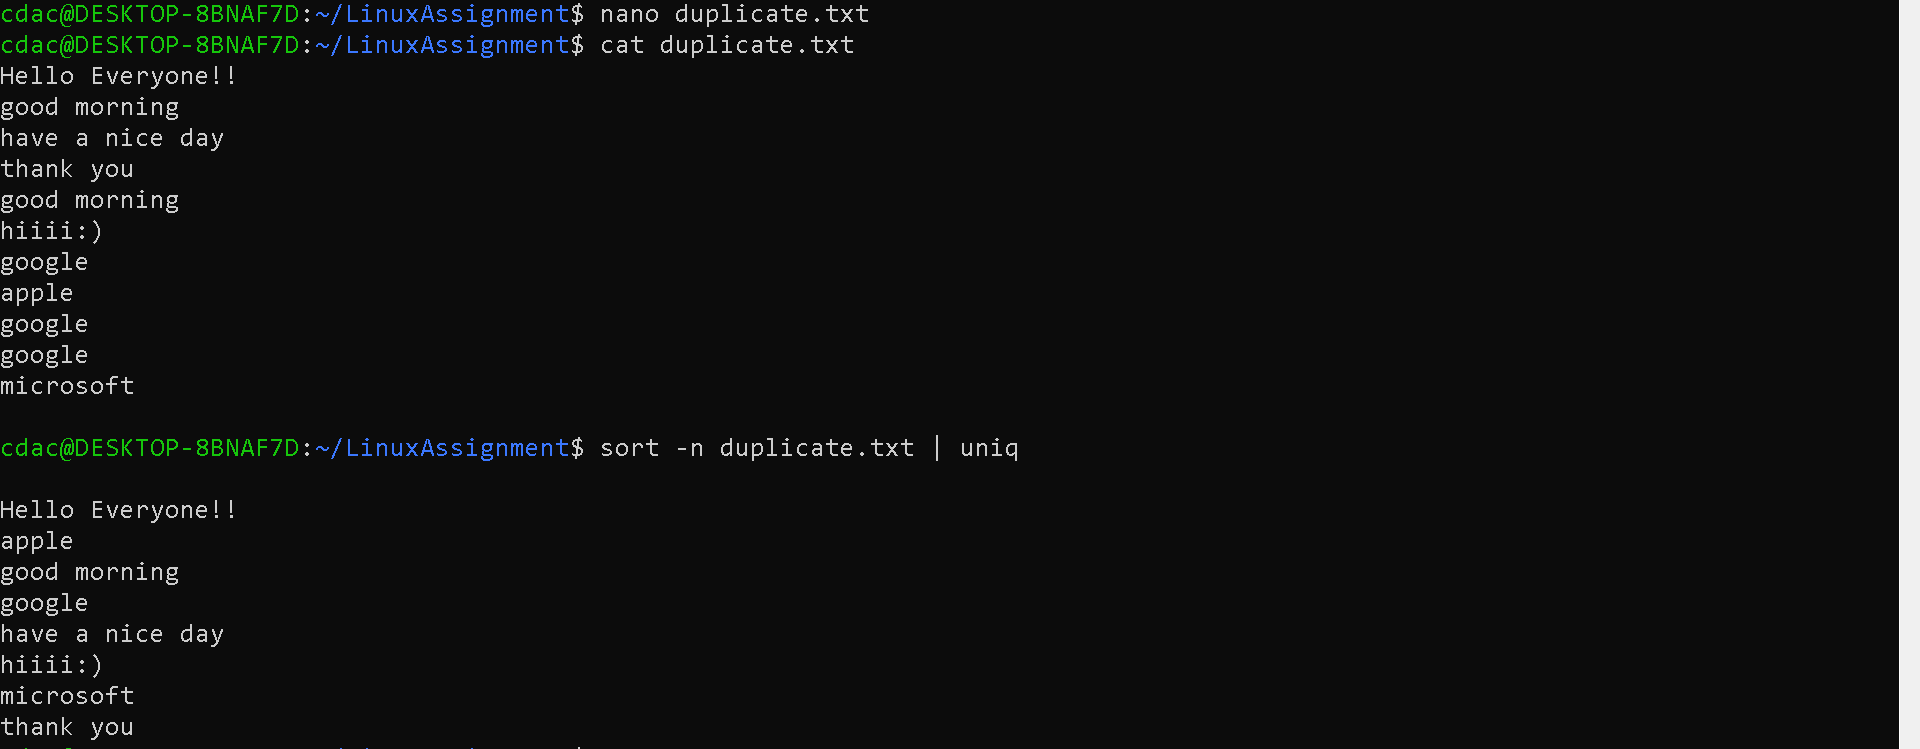 cdac@DESKTOP-8BNAF7D:~/LinuxAssignment$ nano duplicate.txt
cdac@DESKTOP-8BNAF7D:~/LinuxAssignment$ cat duplicate.txt
Hello Everyone!!
good morning
have a nice day
thank you
good morning
hiiii:)
google
apple
google
google
microsoft
cdac@DESKTOP-8BNAF7D:~/LinuxAssignment$ sort -n duplicate.txt | uniq
Hello Everyone!!
apple
good morning
google
have a nice day
hiiii:)
microsoft
thank you